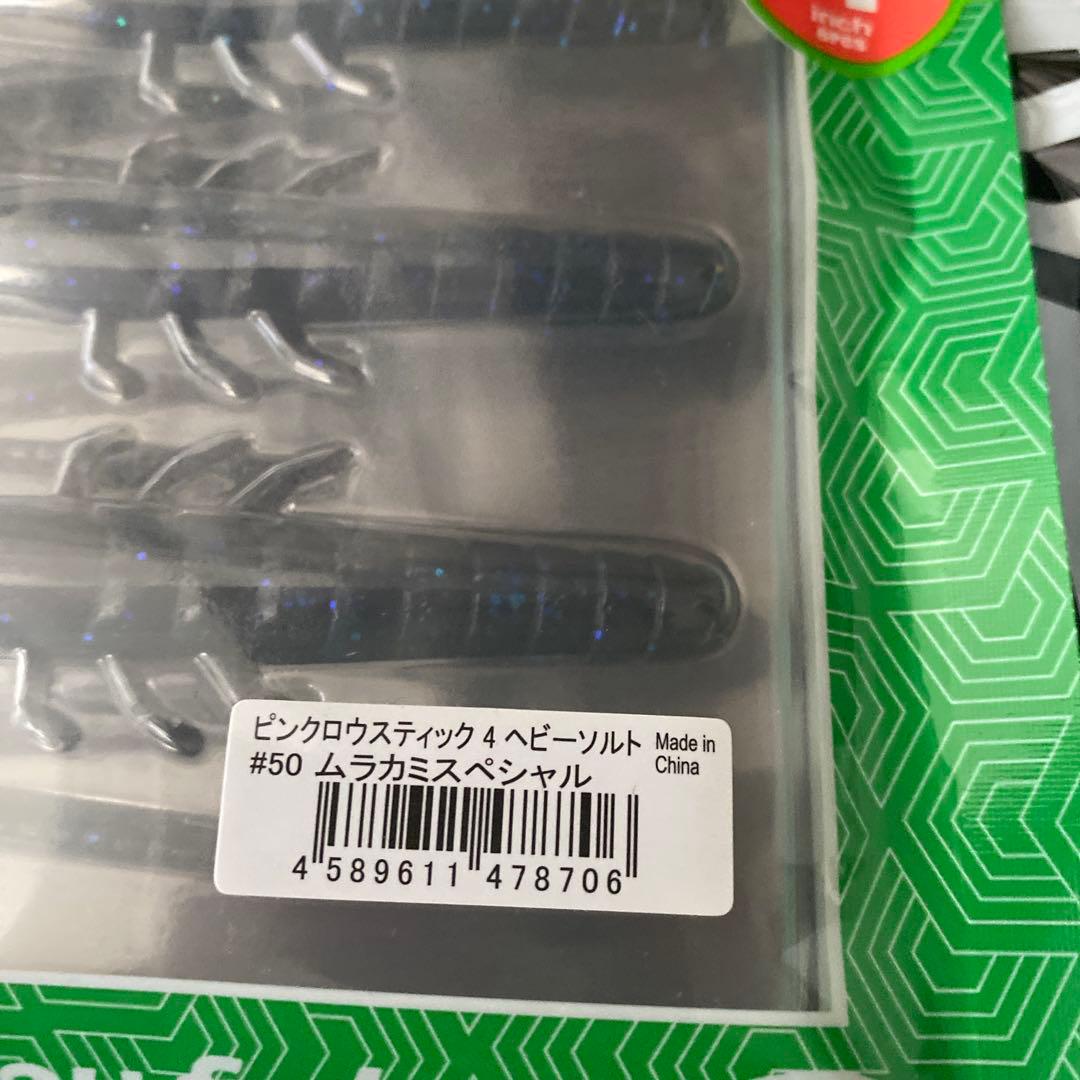 inch
ピンクロウスティック 4 ヘビーソルト
Made in
China
#50 ムラカミスペシャル
4 589611 478706